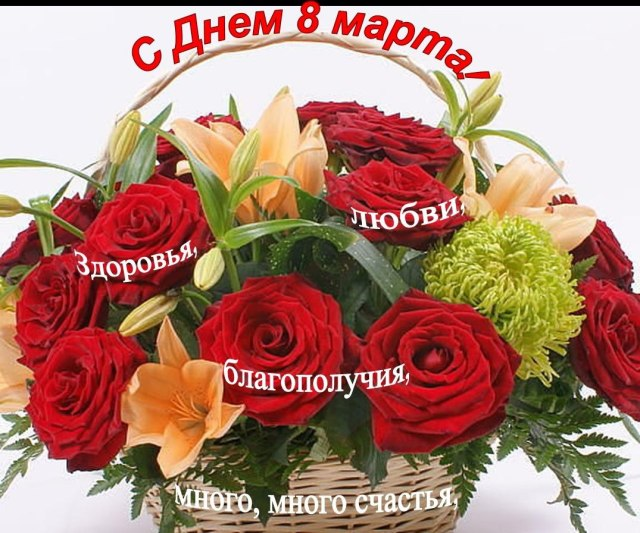 С Днем 8 марта!
Здоровья,
любви,
благополучия,
много, много счастья,